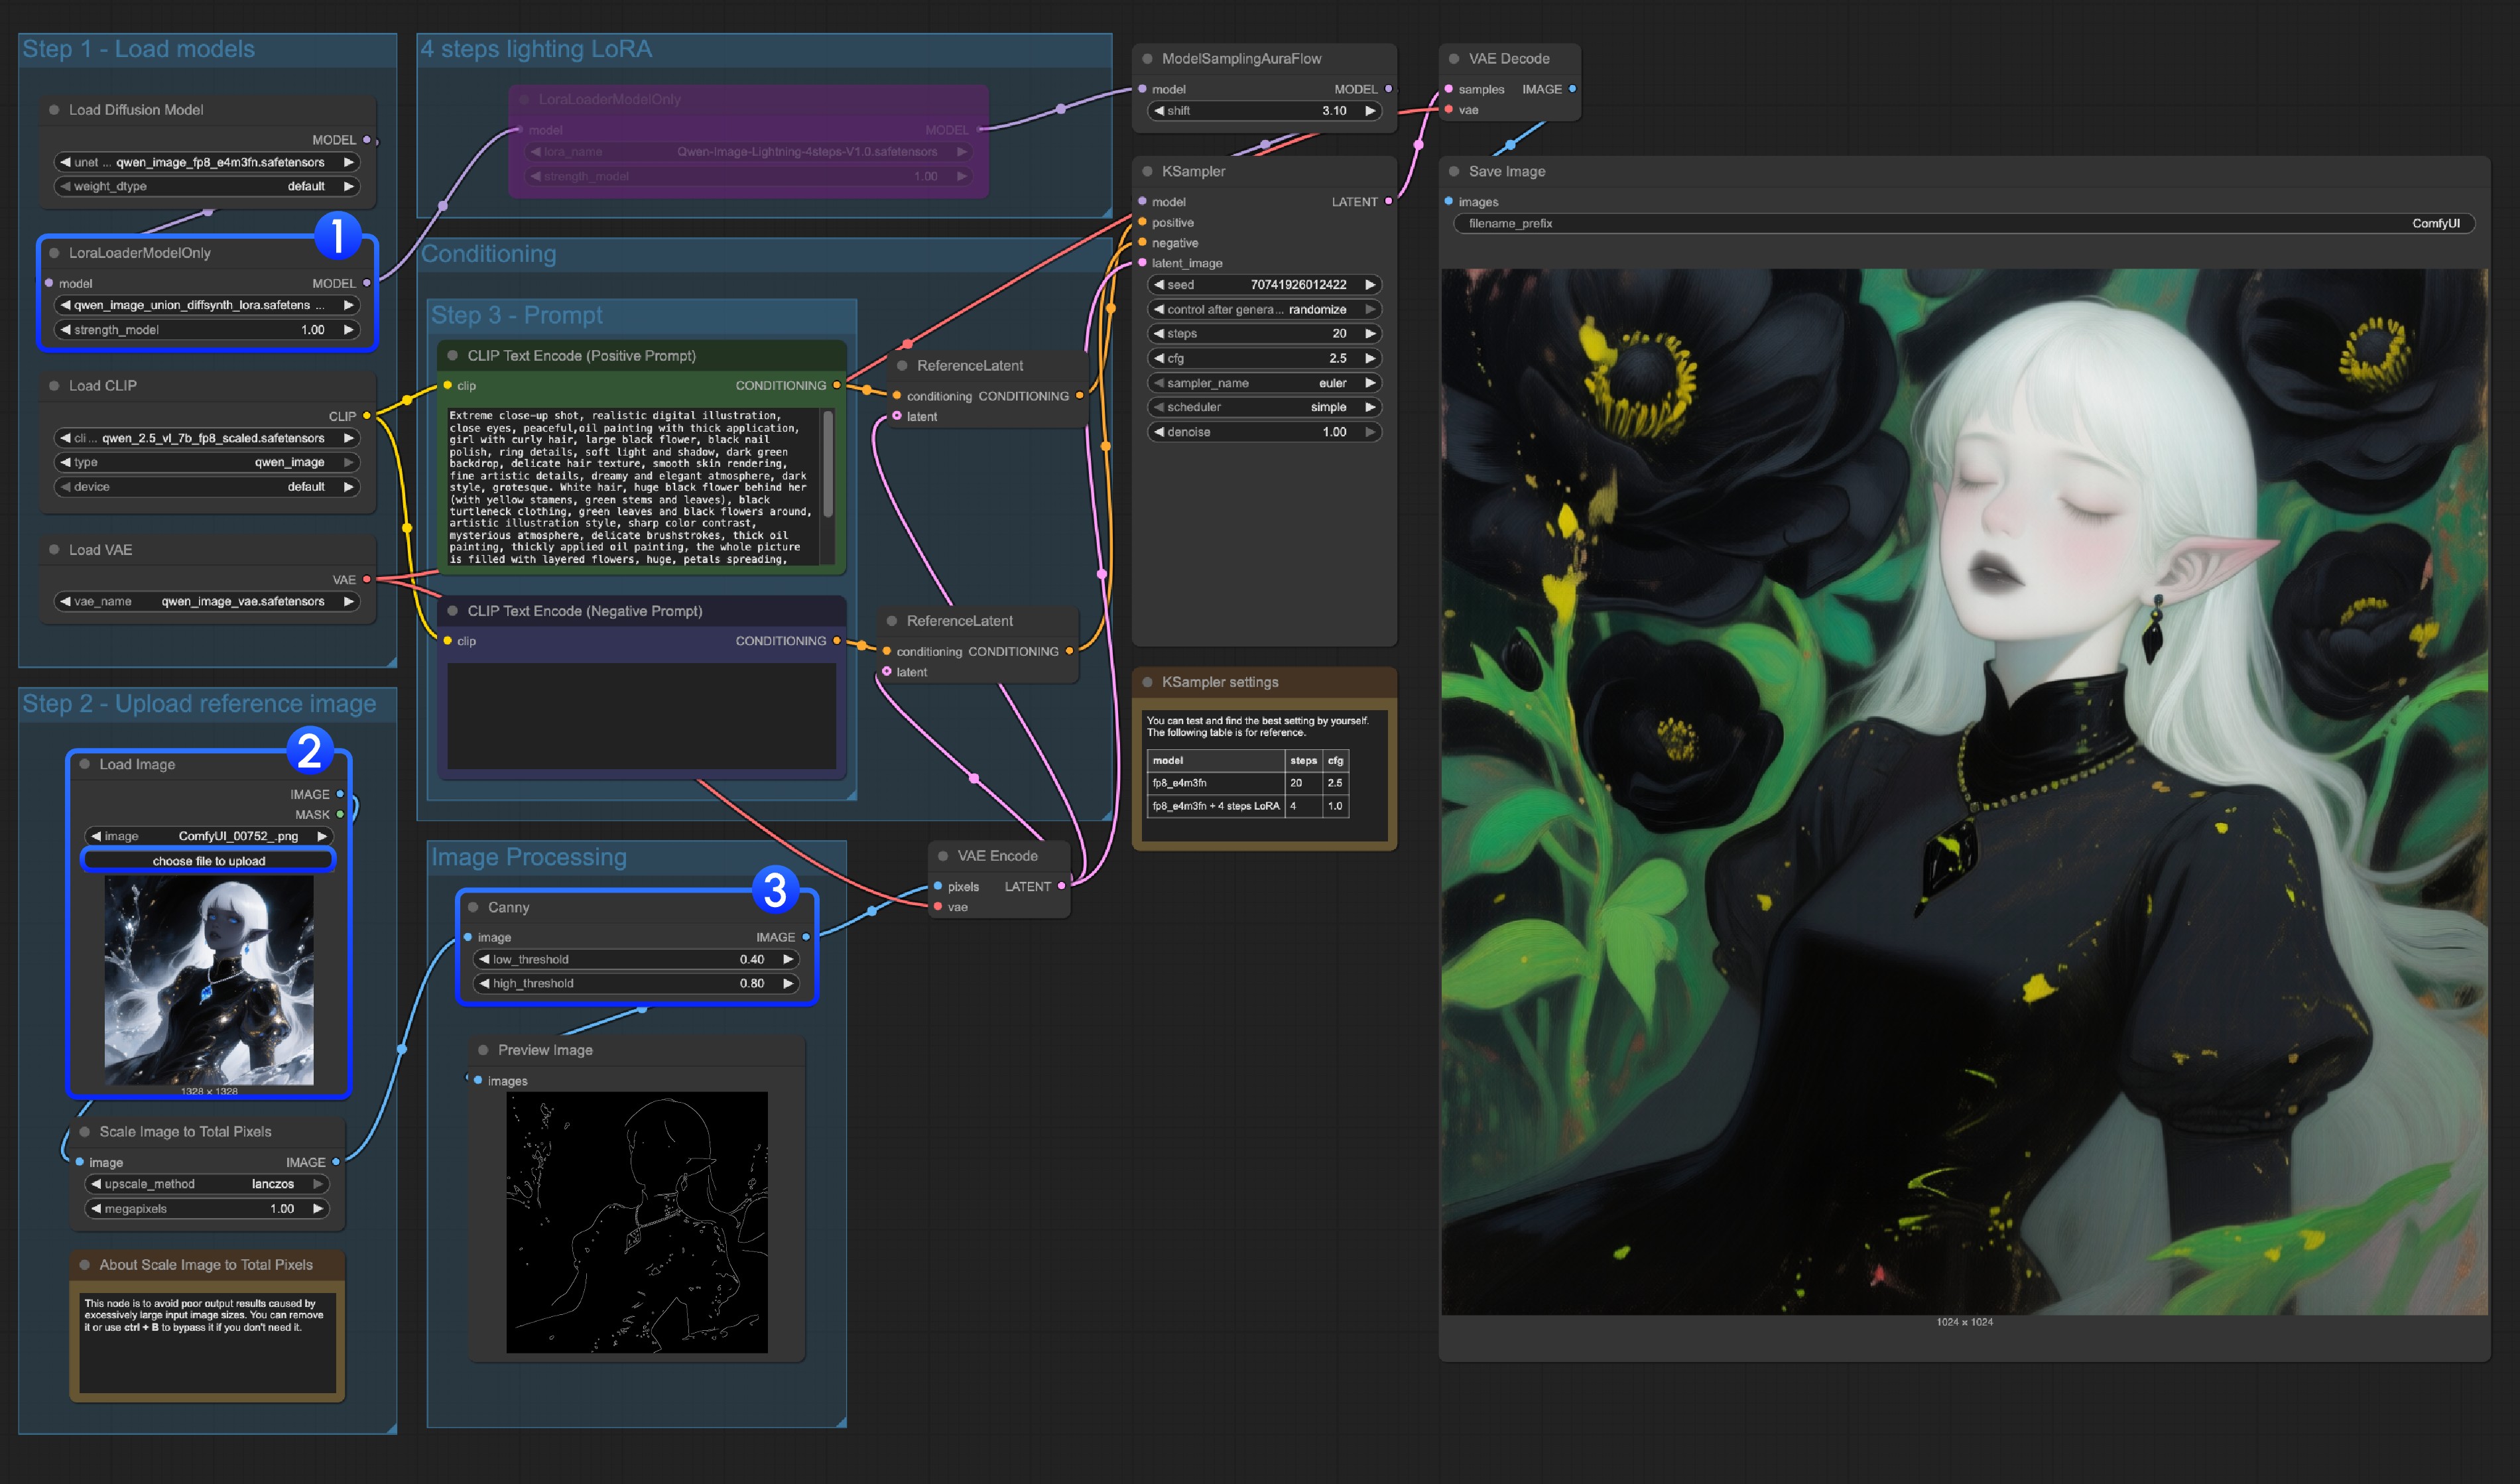 Step 1 - Load models
Load Diffusion Model
MODEL
unet ... qwen_image_fp8_e4m3fn.safetensors
weight_dtype default
1
LoraLoaderModelOnly
model MODEL
qwen_image_union_diffsynth_lora.safetens ...
strength_model 1.00
Load CLIP
CLIP
cli ... qwen_2.5_vl_7b_fp8_scaled.safetensors
type qwen_image
device default
Load VAE
VAE
vae_name qwen_image_vae.safetensors
Step 2 - Upload reference image
2
Load Image
IMAGE
MASK
image ComfyUI_00752_.png
choose file to upload
1328 × 1328
Scale Image to Total Pixels
image IMAGE
upscale_method lanczos
megapixels 1.00
About Scale Image to Total Pixels
This node is to avoid poor output results caused by
excessively large input image sizes. You can remove
it or use ctrl + B to bypass it if you don't need it.
4 steps lighting LoRA
LoraLoaderModelOnly
model MODEL
lora_name Qwen-Image-Lightning-4steps-V1.0.safetensors
strength_model 1.00
Conditioning
Step 3 - Prompt
CLIP Text Encode (Positive Prompt)
clip CONDITIONING
Extreme close-up shot, realistic digital illustration,
close eyes, peaceful,oil painting with thick application,
girl with curly hair, large black flower, black nail
polish, ring details, soft light and shadow, dark green
backdrop, delicate hair texture, smooth skin rendering,
fine artistic details, dreamy and elegant atmosphere, dark
style, grotesque. White hair, huge black flower behind her
(with yellow stamens, green stems and leaves), black
turtleneck clothing, green leaves and black flowers around,
artistic illustration style, sharp color contrast,
mysterious atmosphere, delicate brushstrokes, thick oil
painting, thickly applied oil painting, the whole picture
is filled with layered flowers, huge, petals spreading,
CLIP Text Encode (Negative Prompt)
clip CONDITIONING
ReferenceLatent
conditioning CONDITIONING
latent
ReferenceLatent
conditioning CONDITIONING
latent
Image Processing
3
Canny
image IMAGE
low_threshold 0.40
high_threshold 0.80
Preview Image
images
VAE Encode
pixels LATENT
vae
ModelSamplingAuraFlow
model MODEL
shift 3.10
KSampler
model LATENT
positive
negative
latent_image
seed 70741926012422
control after genera ... randomize
steps 20
cfg 2.5
sampler_name euler
scheduler simple
denoise 1.00
KSampler settings
You can test and find the best setting by yourself.
The following table is for reference.
model steps cfg
fp8_e4m3fn 20 2.5
fp8_e4m3fn + 4 steps LoRA 4 1.0
VAE Decode
samples IMAGE
vae
Save Image
images
filename_prefix ComfyUI
1024 × 1024